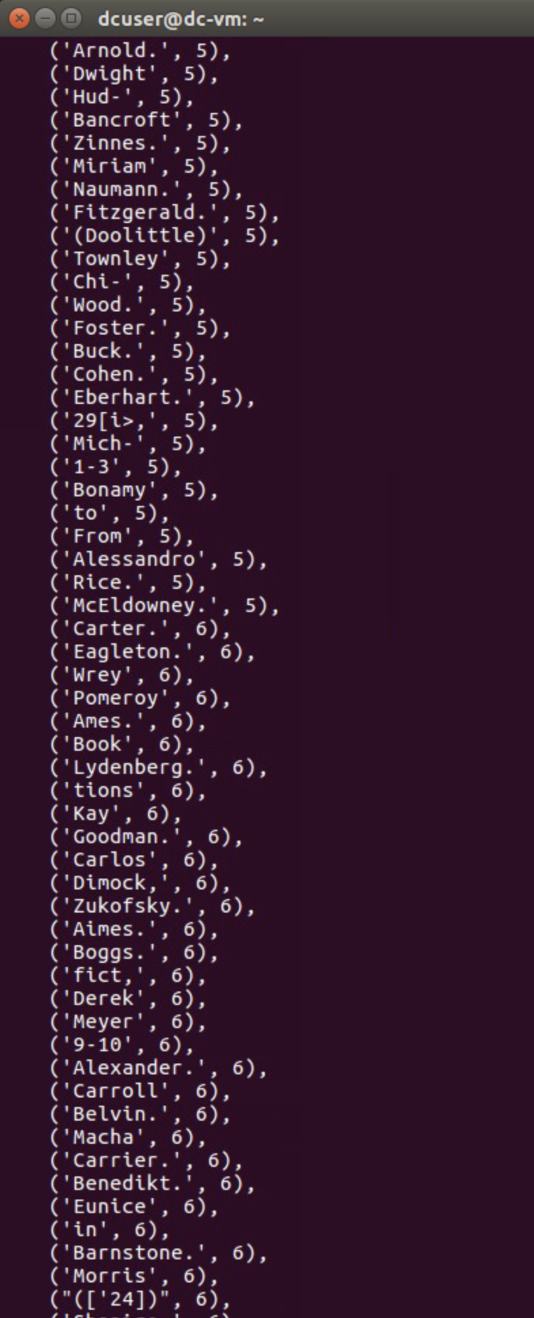 dcuser@dc-vm: ~
('Arnold.', 5),
('Dwight', 5),
('Hud-', 5),
('Bancroft', 5),
('Zinnes.', 5),
('Miriam', 5),
('Naumann.', 5),
('Fitzgerald.', 5),
('(Doolittle)', 5),
('Townley', 5),
('Chi-', 5),
('Wood.', 5),
('Foster.', 5),
('Buck.', 5),
('Cohen.', 5),
('Eberhart.', 5),
('29[i>,', 5),
('Mich-', 5),
('1-3', 5),
('Bonamy', 5),
('to', 5),
('From', 5),
('Alessandro', 5),
('Rice.', 5),
('McEldowney.', 5),
('Carter.', 6),
('Eagleton.', 6),
('Wrey', 6),
('Pomeroy', 6),
('Ames.', 6),
('Book', 6),
('Lydenberg.', 6),
('tions', 6),
('Kay', 6),
('Goodman.', 6),
('Carlos', 6),
('Dimock,', 6),
('Zukofsky.', 6),
('Aimes.', 6),
('Boggs.', 6),
('fict,', 6),
('Derek', 6),
('Meyer', 6),
('9-10', 6),
('Alexander.', 6),
('Carroll', 6),
('Belvin.', 6),
('Macha', 6),
('Carrier.', 6),
('Benedikt.', 6),
('Eunice', 6),
('in', 6),
('Barnstone.', 6),
('Morris', 6),
("(['24])", 6),